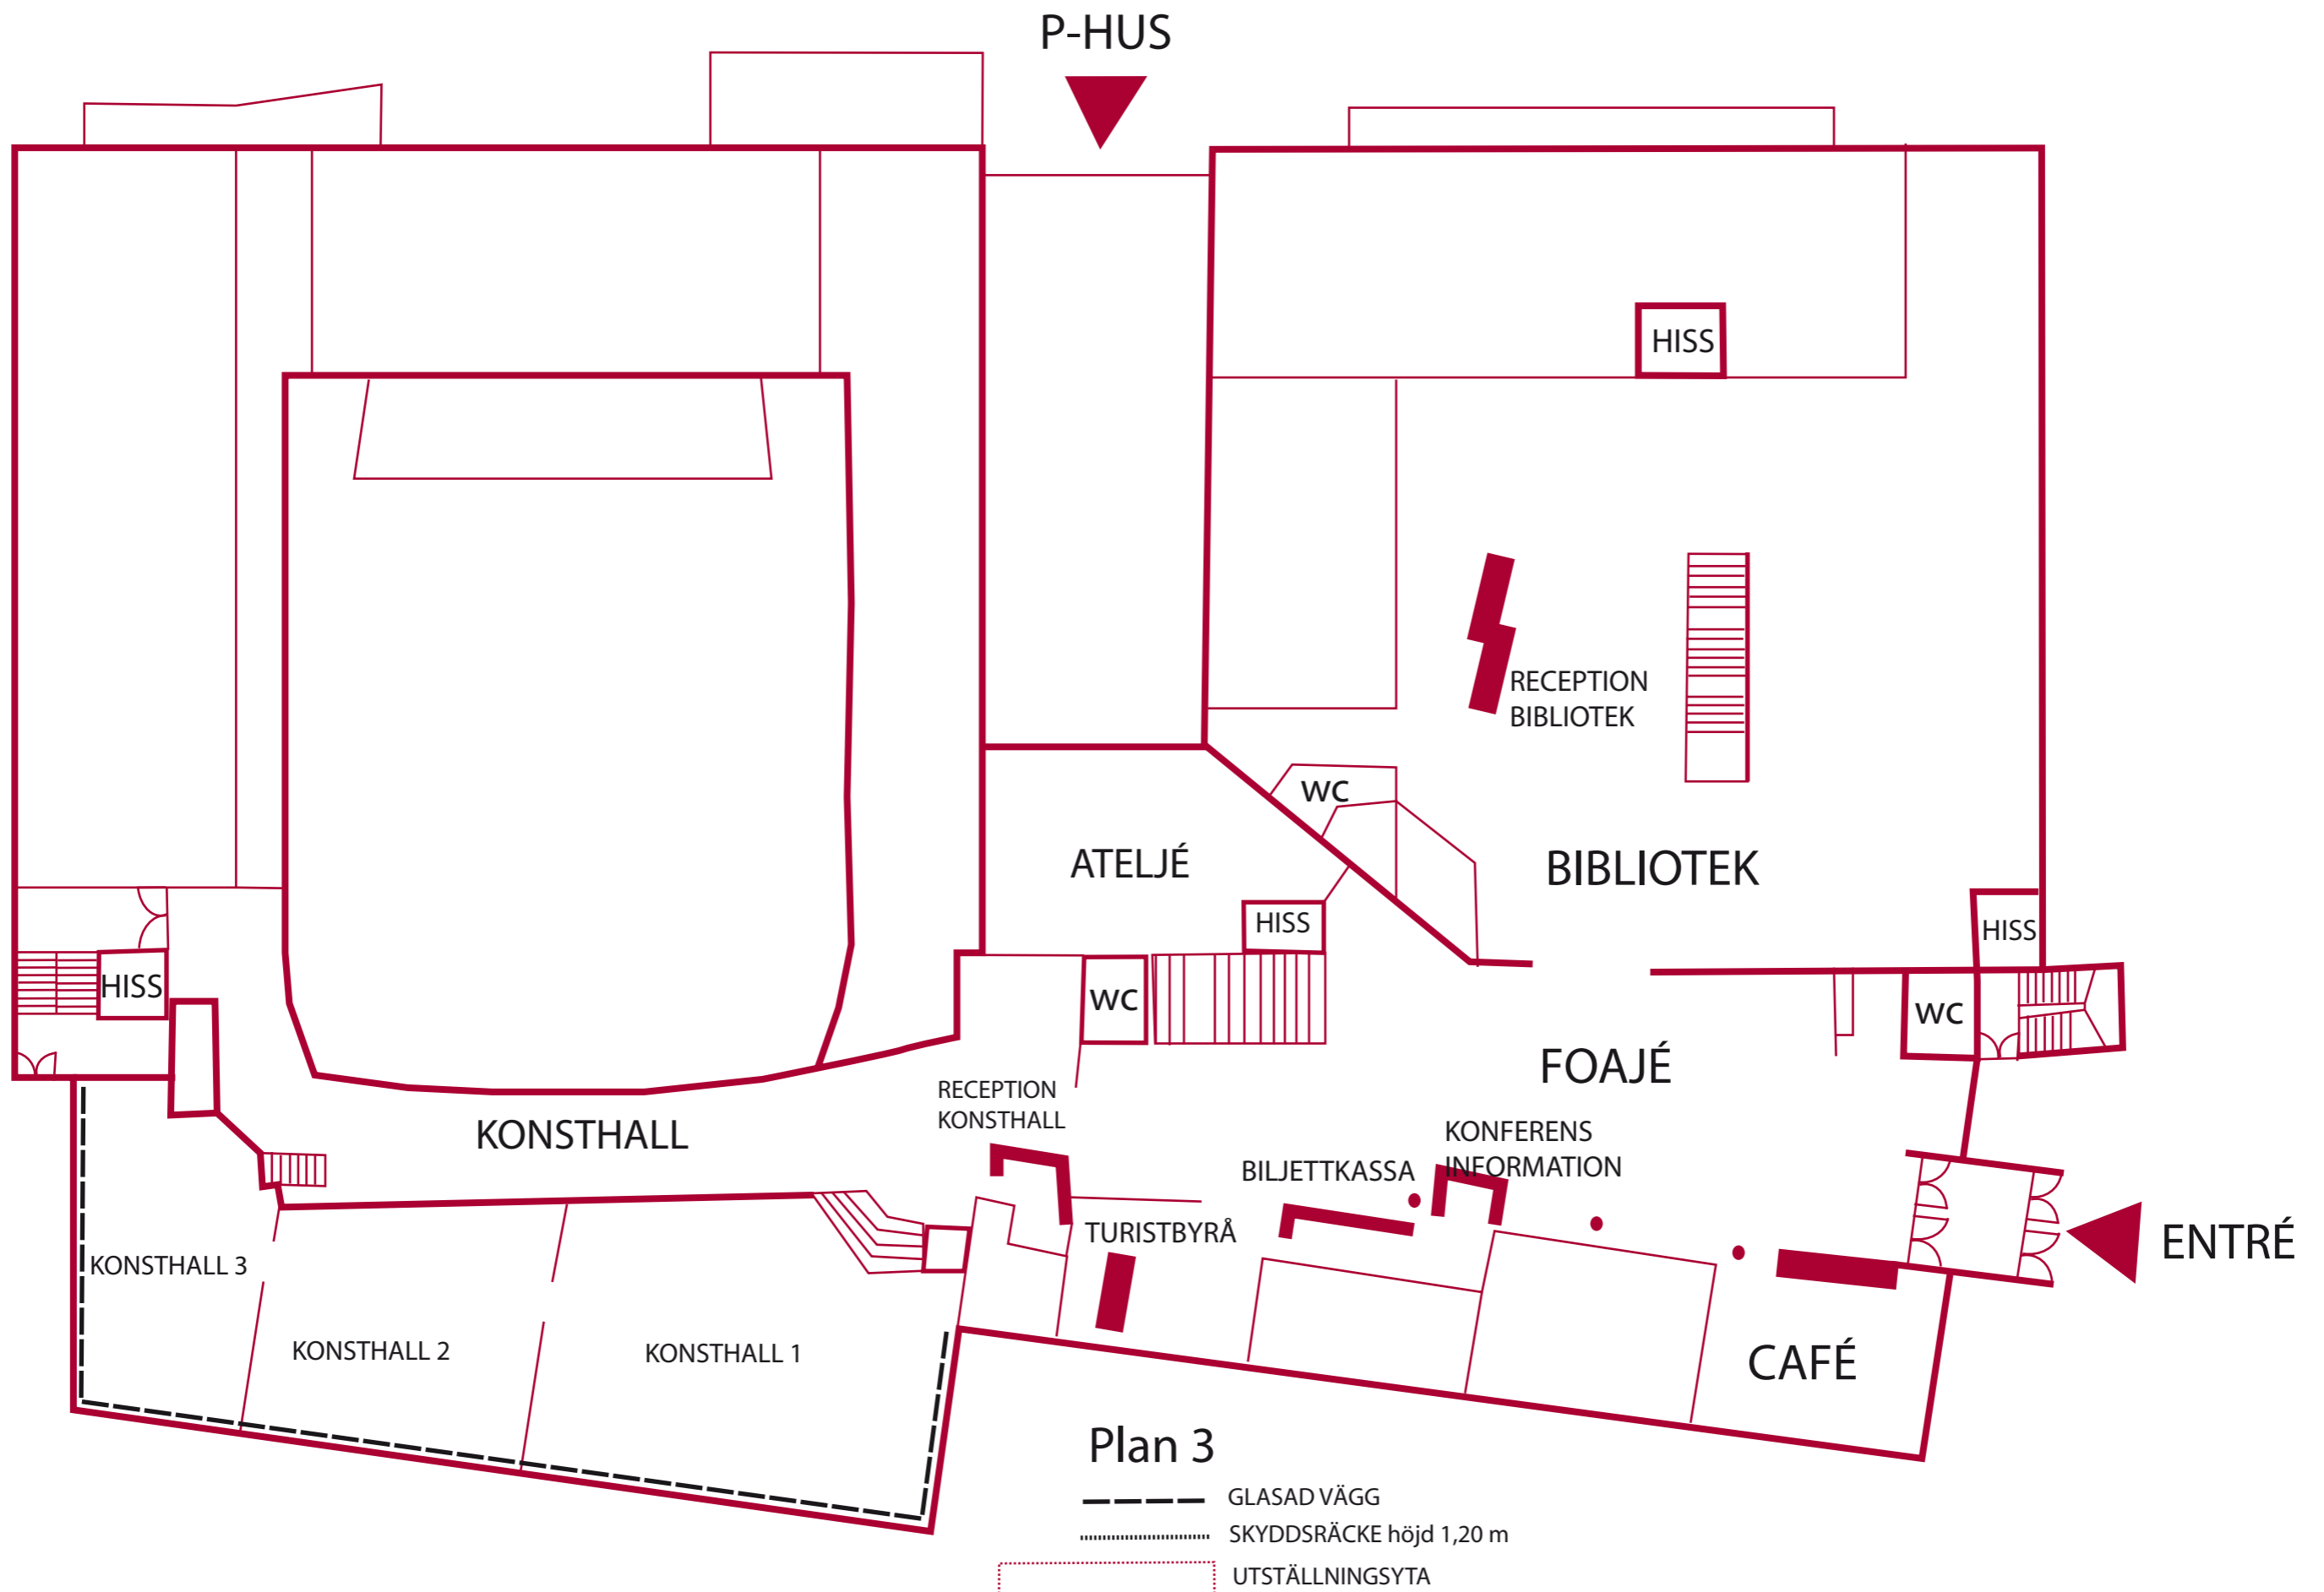 P-HUS
HISS
RECEPTION
BIBLIOTEK
WC
ATELJÉ
BIBLIOTEK
HISS
HISS
HISS
WC
WC
FOAJÉ
RECEPTION
KONSTHALL
KONSTHALL
KONFERENS
INFORMATION
BILJETTKASSA
TURISTBYRÅ
ENTRÉ
KONSTHALL 3
KONSTHALL 2
KONSTHALL 1
CAFÉ
Plan 3
GLASAD VÄGG
SKYDDSRÄCKE höjd 1,20 m
UTSTÄLLNINGSYTA